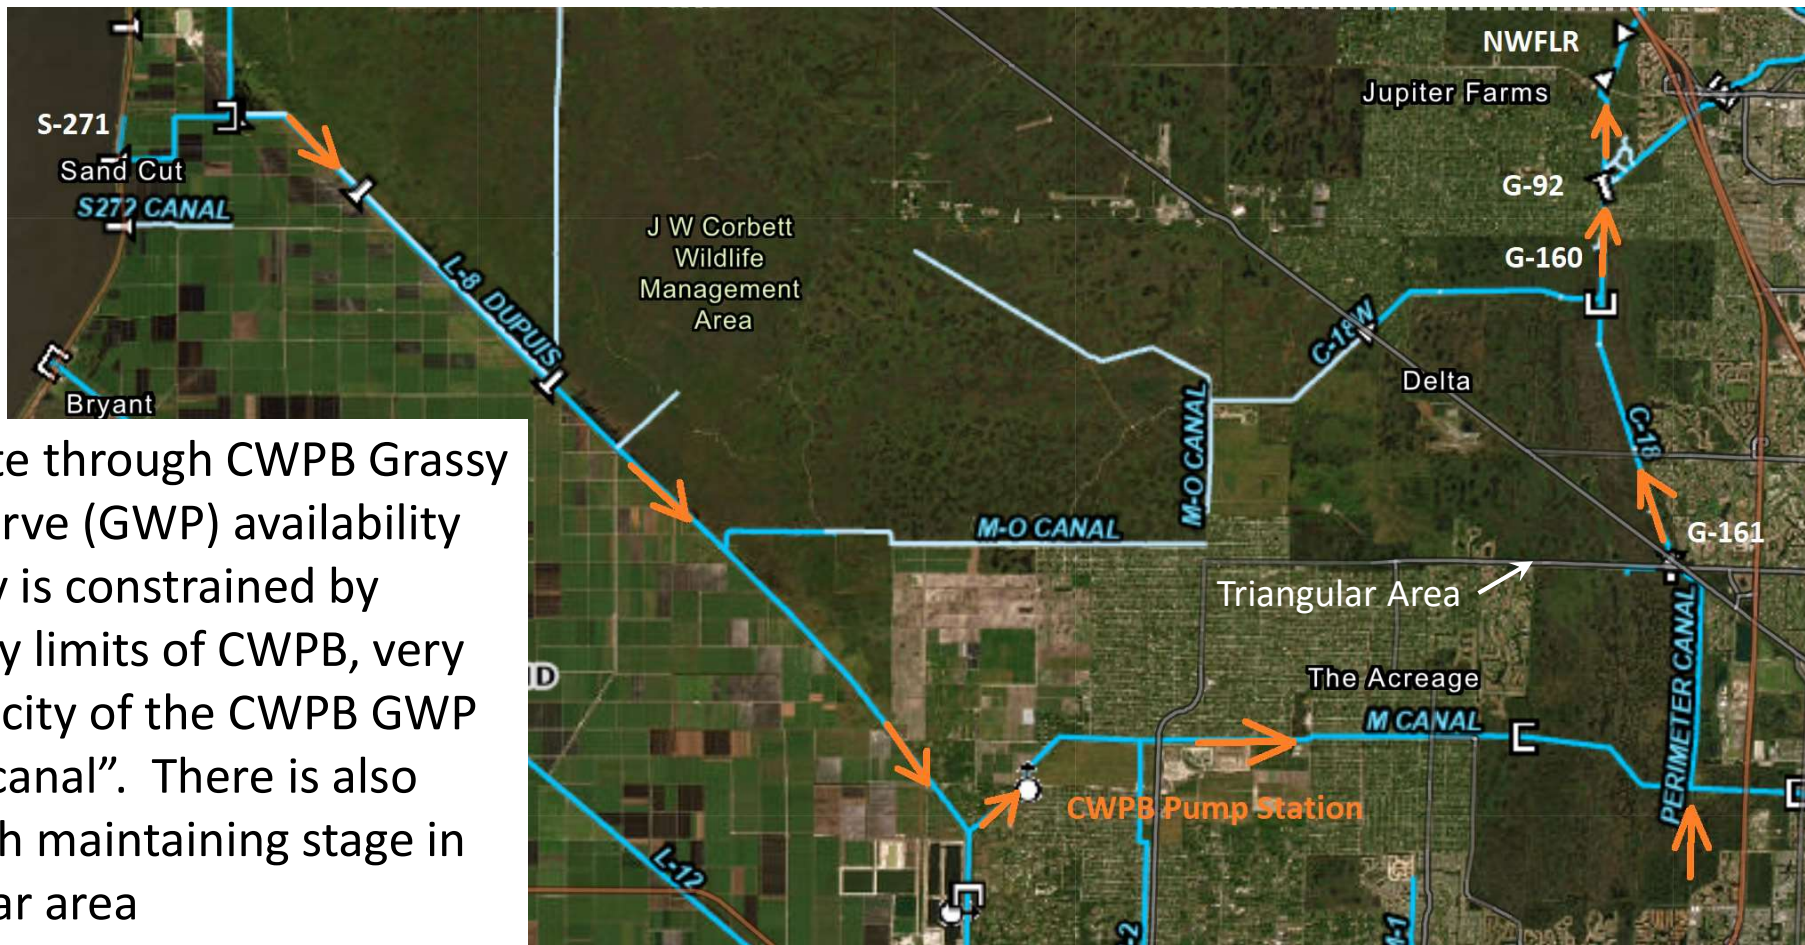 NWFLR
Jupiter Farms
S-271
Sand Cut
S272 CANAL
G-92
J W Corbett
Wildlife
Management
Area
G-160
L-8 DUPUIS
C-18W
Delta
Bryant
M-O CANAL
C-18
te through CWPB Grassy
erve (GWP) availability
y is constrained by
y limits of CWPB, very
city of the CWPB GWP
canal”. There is also
h maintaining stage in
ar area
M-O CANAL
G-161
Triangular Area
The Acreage
M CANAL
PERIMETER CANAL
CWPB Pump Station
L-12
-2
-1